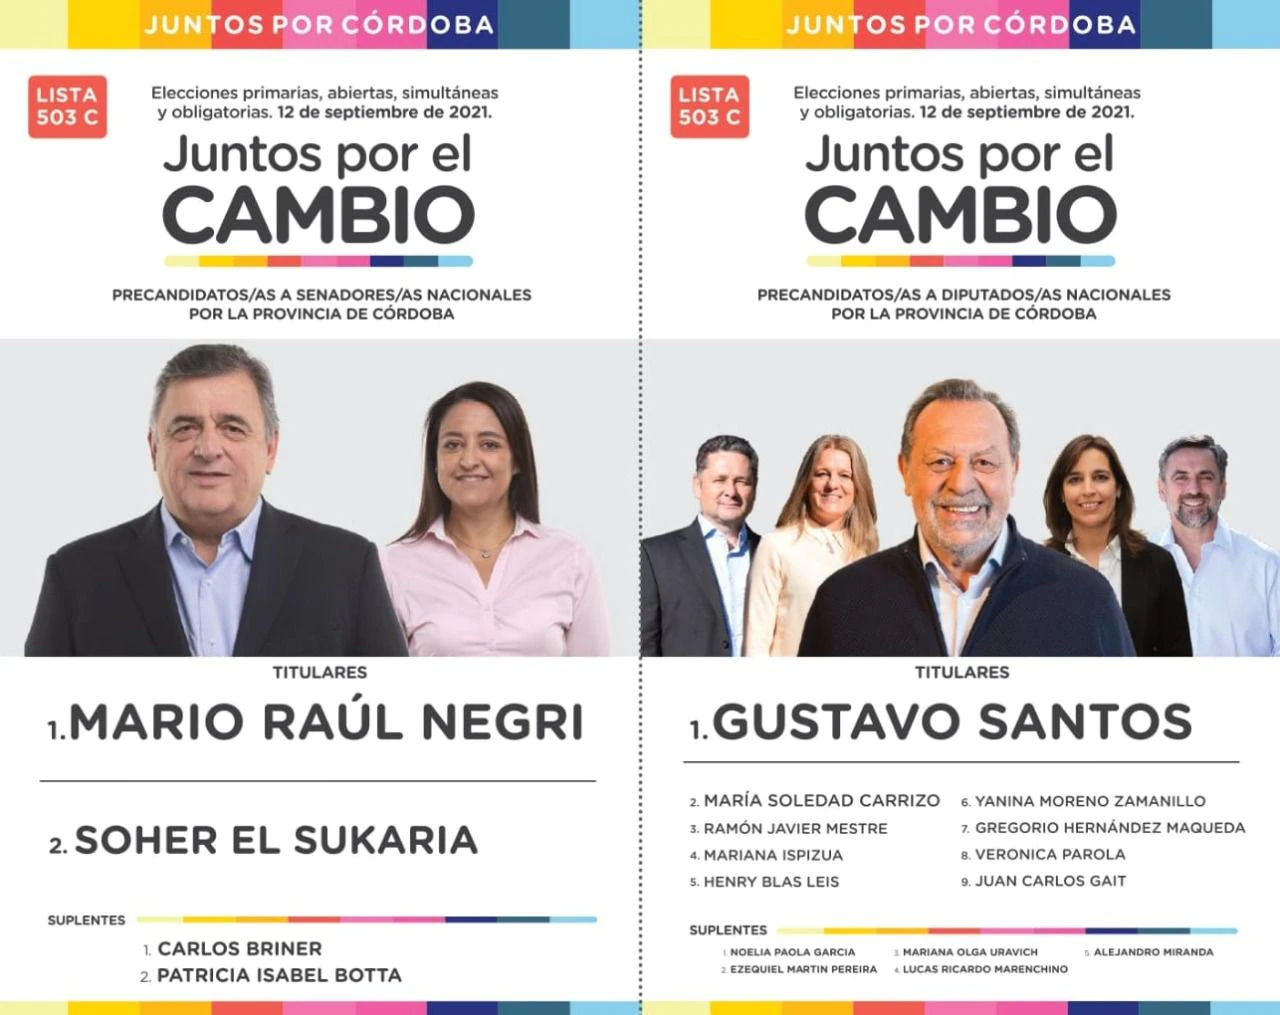 JUNTOS POR CÓRDOBA
LISTA
503 C
Elecciones primarias, abiertas, simultáneas
y obligatorias. 12 de septiembre de 2021.
Juntos por el
CAMBIO
PRECANDIDATOS/AS A SENADORES/AS NACIONALES
POR LA PROVINCIA DE CÓRDOBA
TITULARES
1. MARIO RAÚL NEGRI
2. SOHER EL SUKARIA
SUPLENTES
1. CARLOS BRINER
2. PATRICIA ISABEL BOTTA
JUNTOS POR CÓRDOBA
LISTA
503 C
Elecciones primarias, abiertas, simultáneas
y obligatorias. 12 de septiembre de 2021.
Juntos por el
CAMBIO
PRECANDIDATOS/AS A DIPUTADOS/AS NACIONALES
POR LA PROVINCIA DE CÓRDOBA
TITULARES
1. GUSTAVO SANTOS
2. MARÍA SOLEDAD CARRIZO
3. RAMÓN JAVIER MESTRE
4. MARIANA ISPIZUA
5. HENRY BLAS LEIS
6. YANINA MORENO ZAMANILLO
7. GREGORIO HERNÁNDEZ MAQUEDA
8. VERONICA PAROLA
9. JUAN CARLOS GAIT
SUPLENTES
1. NOELIA PAOLA GARCIA
2. EZEQUIEL MARTIN PEREIRA
3. MARIANA OLGA URAVICH
4. LUCAS RICARDO MARENCHINO
5. ALEJANDRO MIRANDA